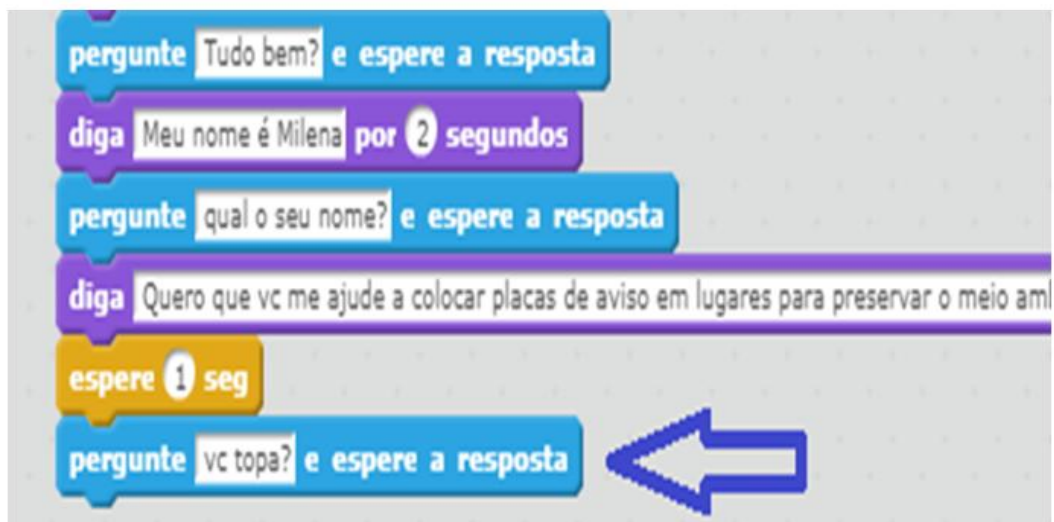 pergunte Tudo bem? e espere a resposta
diga Meu nome é Milena por 2 segundos
pergunte qual o seu nome? e espere a resposta
diga Quero que vc me ajude a colocar placas de aviso em lugares para preservar o meio
espere 1 seg
pergunte vc topa? e espere a resposta